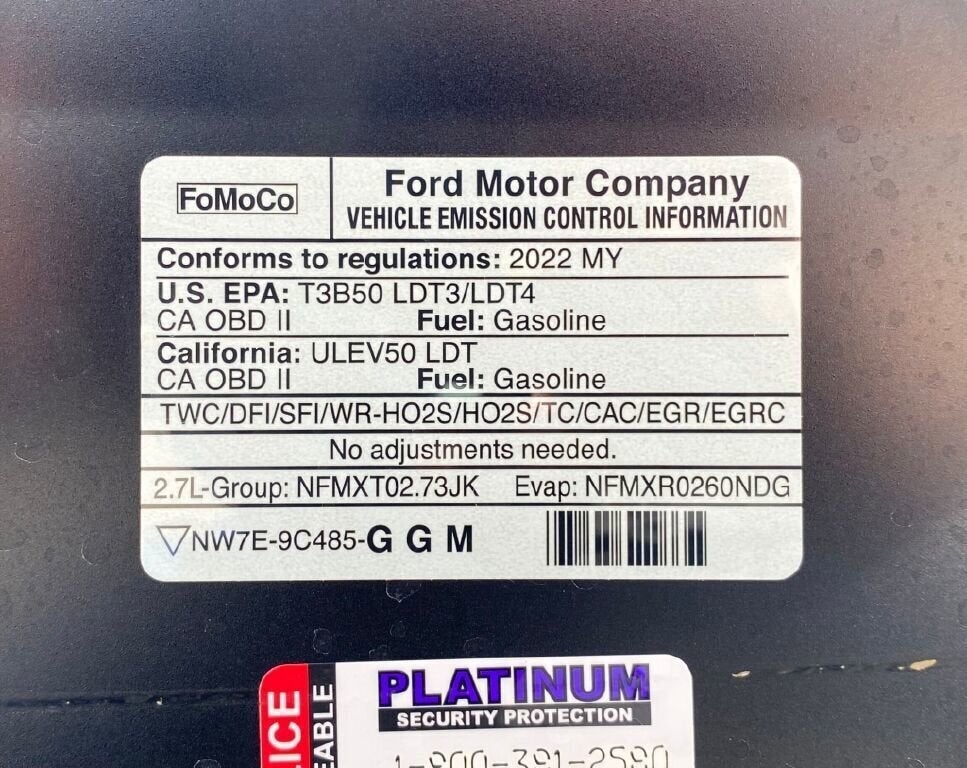 FoMoCo
Ford Motor Company
VEHICLE EMISSION CONTROL INFORMATION
Conforms to regulations: 2022 MY
U.S. EPA: T3B50 LDT3/LDT4
CA OBD II Fuel: Gasoline
California: ULEV50 LDT
CA OBD II Fuel: Gasoline
TWC/DFI/SFI/WR-HO2S/HO2S/TC/CAC/EGR/EGRC
No adjustments needed.
2.7L-Group: NFMXT02.73JK Evap: NFMXR0260NDG
NW7E-9C485-G G M
PLATINUM
SECURITY PROTECTION